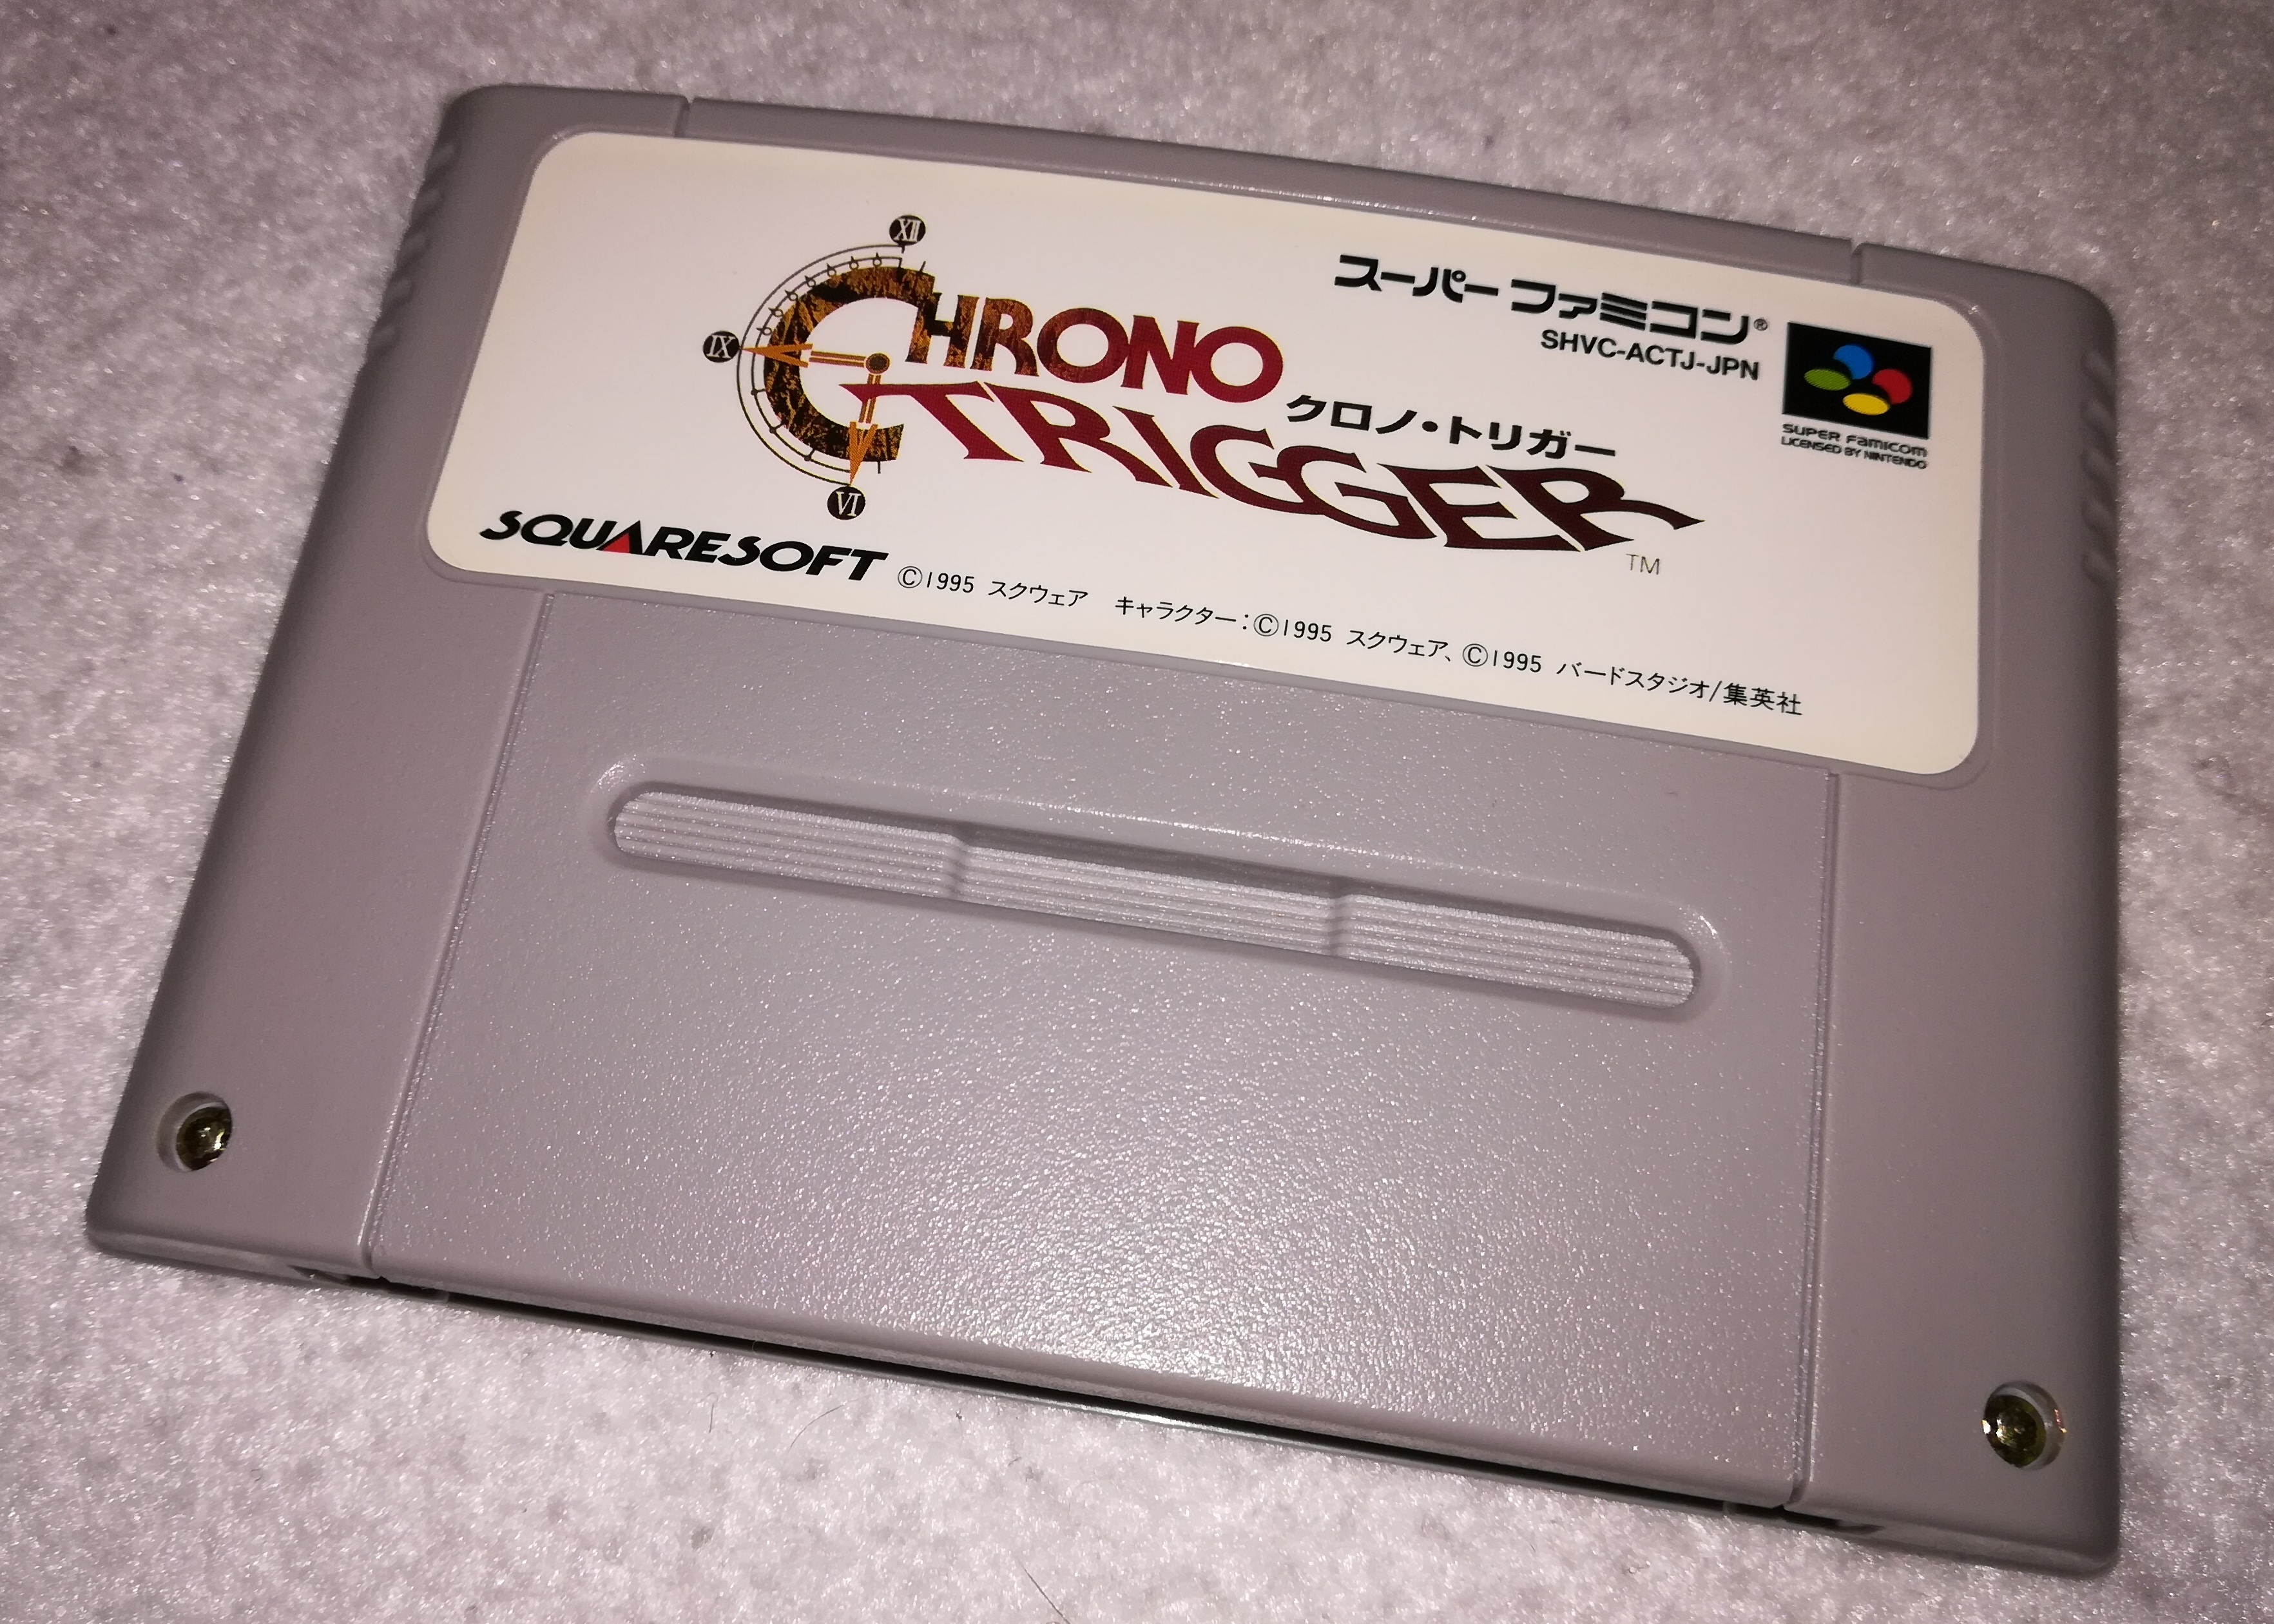 スーパー ファミコン®
SHVC-ACTJ-JPN
SUPER FAMICOM
LICENSED BY NINTENDO
XII
IX
VI
CHRONO
クロノ・トリガー
TRIGGER
TM
SQUARESOFT ©1995 スクウェア キャラクター:©1995 スクウェア、©1995 バードスタジオ/集英社